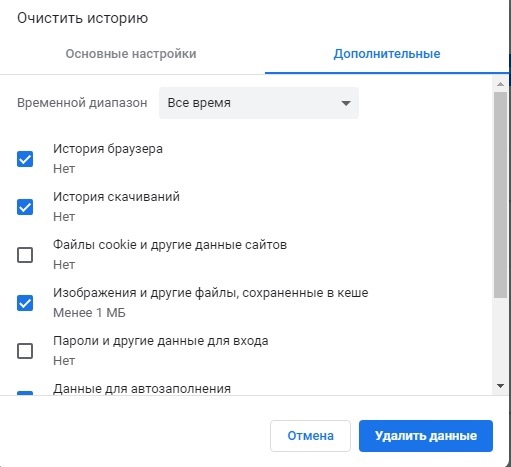 Очистить историю
Основные настройки Дополнительные
Временной диапазон Все время
История браузера
Нет
История скачиваний
Нет
Файлы cookie и другие данные сайтов
Нет
Изображения и другие файлы, сохраненные в кеше
Менее 1 МБ
Пароли и другие данные для входа
Нет
Данные для автозаполнения
Отмена Удалить данные